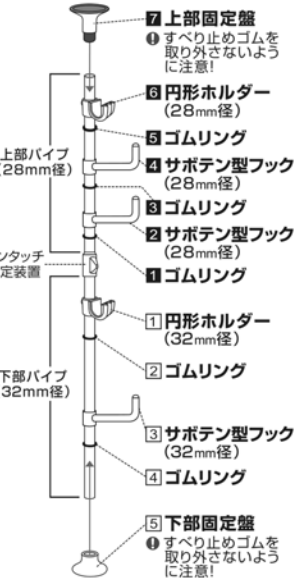 7 上部固定盤
! すべり止めゴムを
取り外さないよう
に注意!
6 円形ホルダー
(28mm径)
5 ゴムリング
上部パイプ
(28mm径)
4 サボテン型フック
(28mm径)
3 ゴムリング
2 サボテン型フック
(28mm径)
ンタッチ
定装置
1 ゴムリング
1 円形ホルダー
(32mm径)
2 ゴムリング
下部パイプ
32mm径)
3 サボテン型フック
(32mm径)
4 ゴムリング
5 下部固定盤
! すべり止めゴムを
取り外さないよう
に注意!